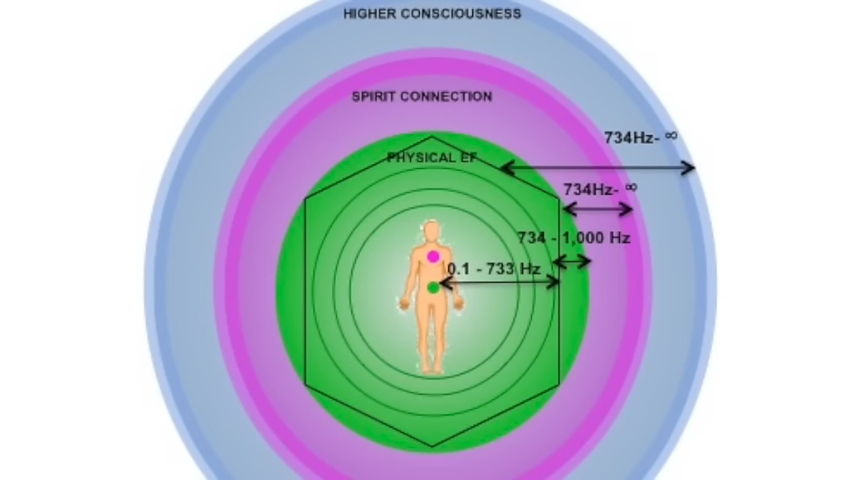 HIGHER CONSCIOUSNESS
SPIRIT CONNECTION
734Hz- ∞
PHYSICAL EF
734Hz- ∞
734 - 1,000 Hz
0.1 - 733 Hz